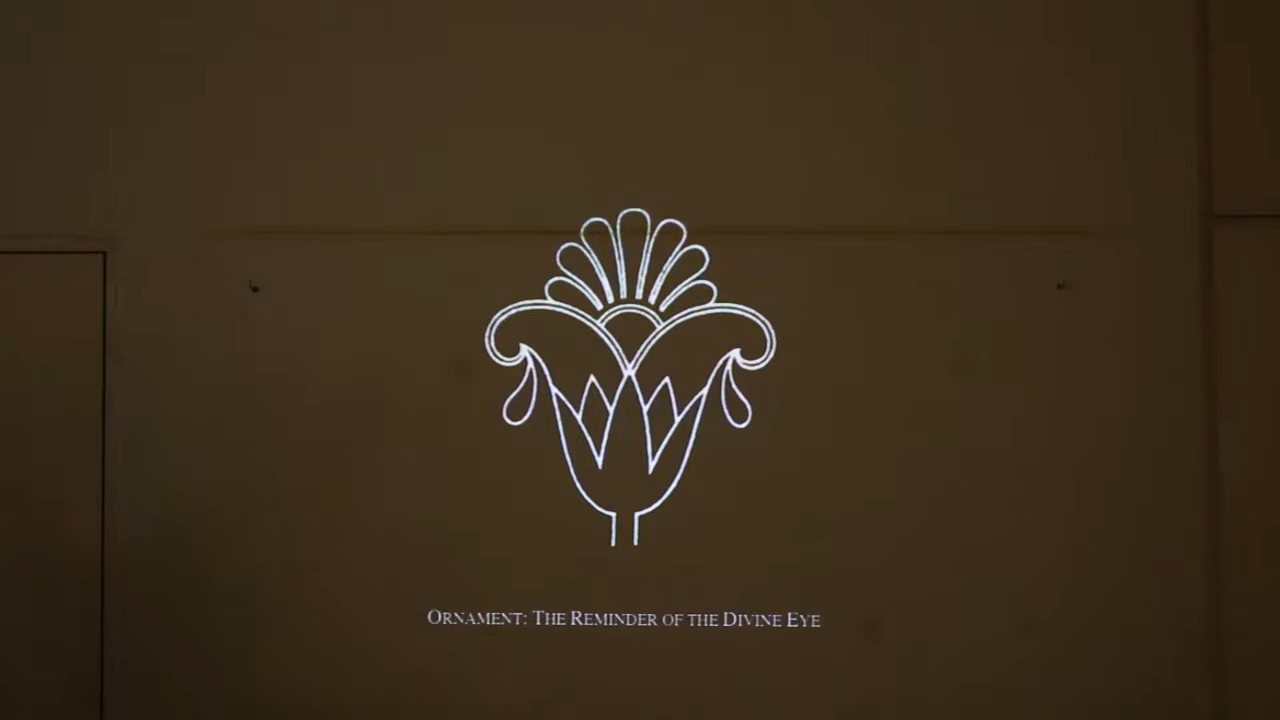 ORNAMENT: THE REMINDER OF THE DIVINE EYE